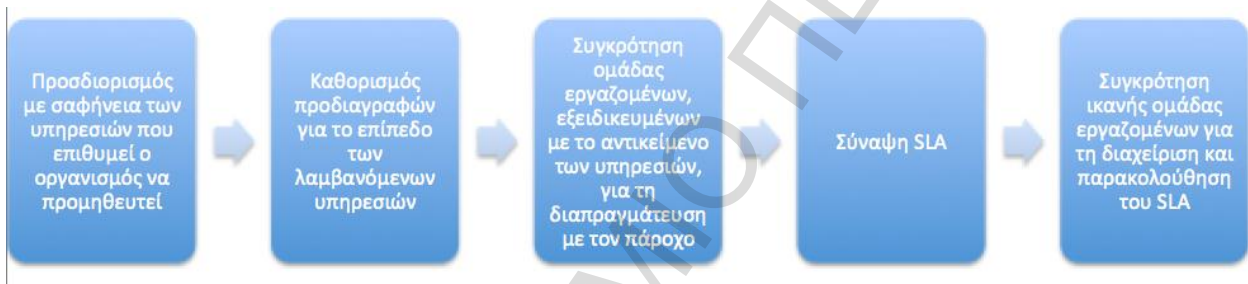 Προσδιορισμός
με σαφήνεια των
υπηρεσιών που
επιθυμεί ο
οργανισμός να
προμηθευτεί
Καθορισμός
προδιαγραφών
για το επίπεδο
των
λαμβανόμενων
υπηρεσιών
Συγκρότηση
ομάδας
εργαζομένων,
εξειδικευμένων
με το αντικείμενο
των υπηρεσιών,
για τη
διαπραγμάτευση
με τον πάροχο
Σύναψη SLA
Συγκρότηση
ικανής ομάδας
εργαζομένων για
τη διαχείριση και
παρακολούθηση
του SLA